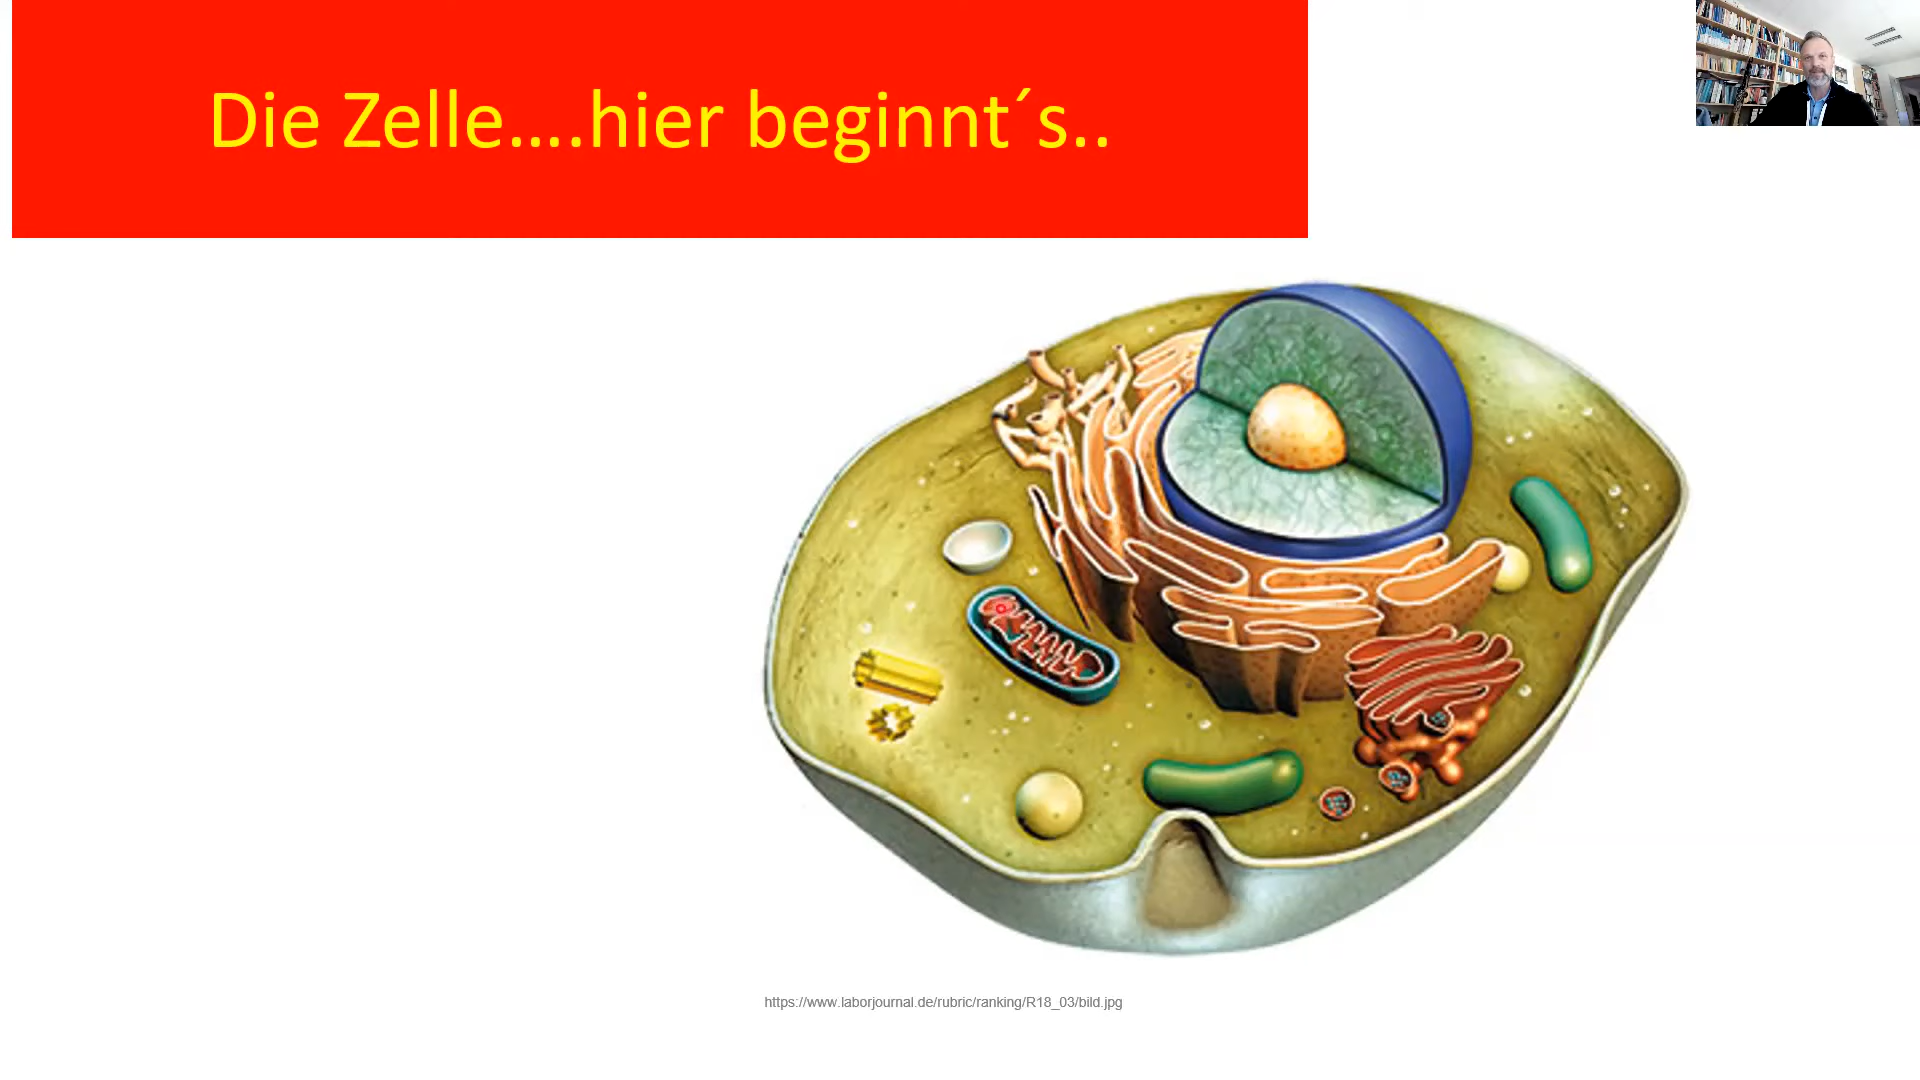 Die Zelle....hier beginnt´s..
https://www.laborjournal.de/rubric/ranking/R18_03/bild.jpg